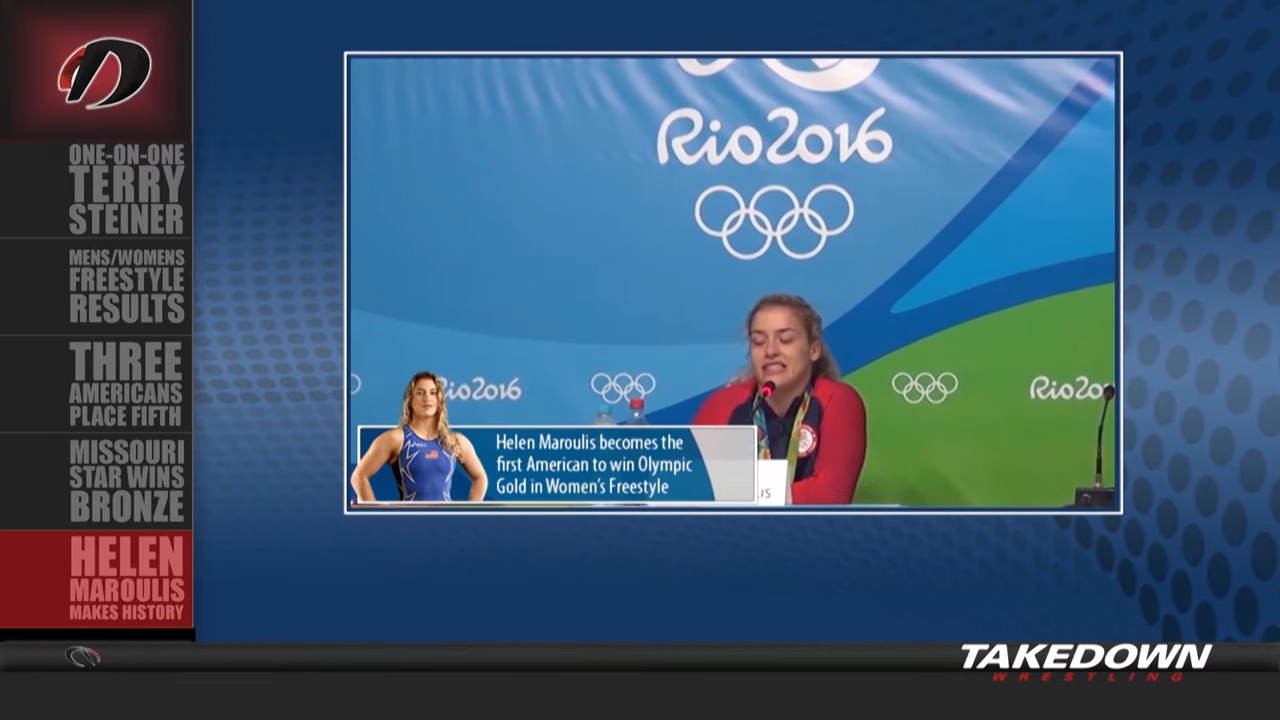 ONE-ON-ONE
TERRY
STEINER
MENS/WOMENS
FREESTYLE
RESULTS
THREE
AMERICANS
PLACE FIFTH
MISSOURI
STAR WINS
BRONZE
HELEN
MAROULIS
MAKES HISTORY
Rio2016
Rio2016
Rio20
Helen Maroulis becomes the
first American to win Olympic
Gold in Women's Freestyle
LIS
TAKEDOWN
WRESTLING